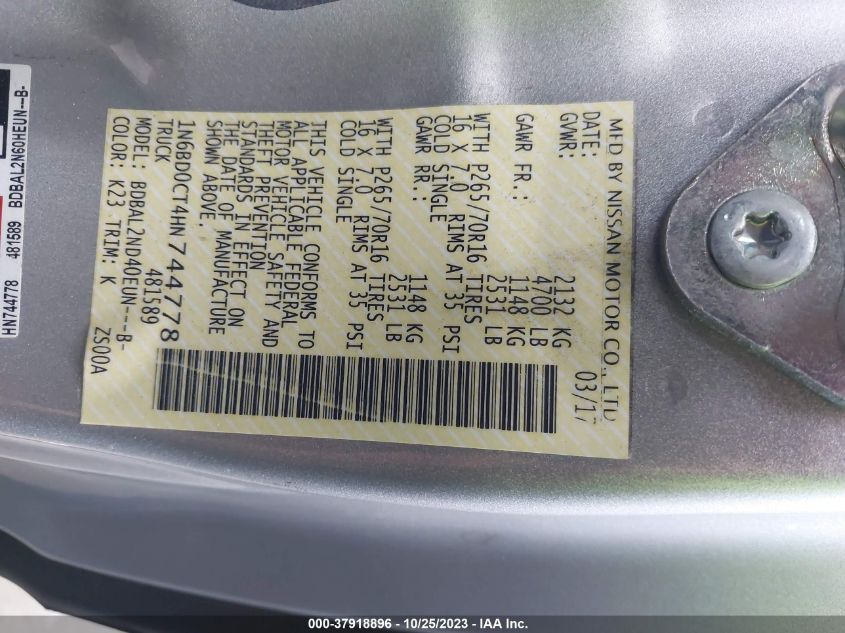 MFD BY NISSAN MOTOR CO., LTD
DATE: 03/17
GVWR: 2132 KG
4700 LB
GAWR FR.: 1148 KG
2531 LB
WITH P265/70R16 TIRES
16 X 7.0 RIMS AT 35 PSI
COLD SINGLE
GAWR RR.: 1148 KG
2531 LB
WITH P265/70R16 TIRES
16 X 7.0 RIMS AT 35 PSI
COLD SINGLE
THIS VEHICLE CONFORMS TO
ALL APPLICABLE FEDERAL
MOTOR VEHICLE SAFETY AND
THEFT PREVENTION
STANDARDS IN EFFECT ON
THE DATE OF MANUFACTURE
SHOWN ABOVE.
1N6BD0CT4HN744778
TRUCK 481589
MODEL: BDBAL2ND40EUN---B-
COLOR: K23 TRIM: K ZS00A
HN744778 481589 BDBAL2N60HEUN---B-
000-37918896 - 10/25/2023 - IAA Inc.